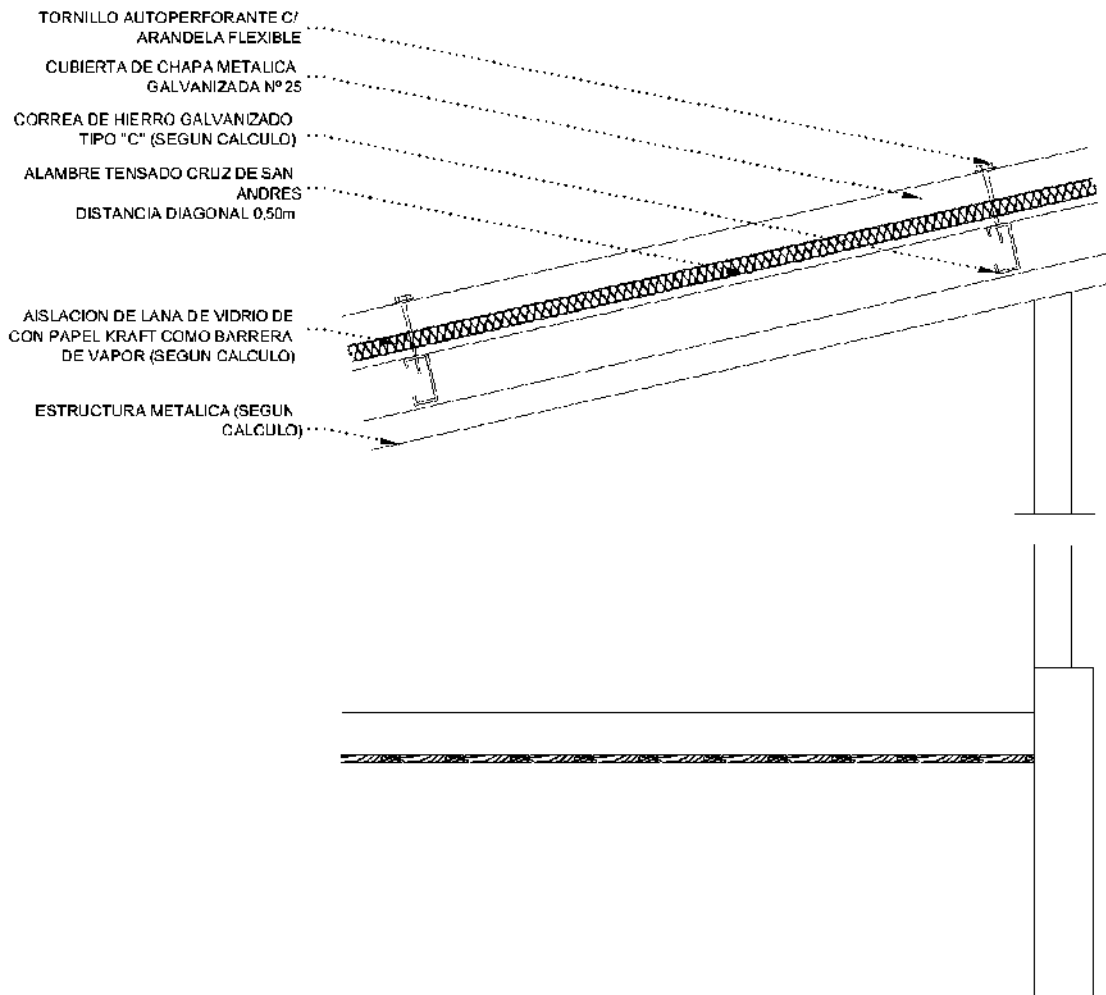 TORNILLO AUTOPERFORANTE C/
ARANDELA FLEXIBLE
CUBIERTA DE CHAPA METALICA
GALVANIZADA Nº 25
CORREA DE HIERRO GALVANIZADO
TIPO "C" (SEGUN CALCULO)
ALAMBRE TENSADO CRUZ DE SAN
ANDRES
DISTANCIA DIAGONAL 0,50m
AISLACION DE LANA DE VIDRIO DE
CON PAPEL KRAFT COMO BARRERA
DE VAPOR (SEGUN CALCULO)
ESTRUCTURA METALICA (SEGUN
CALCULO)